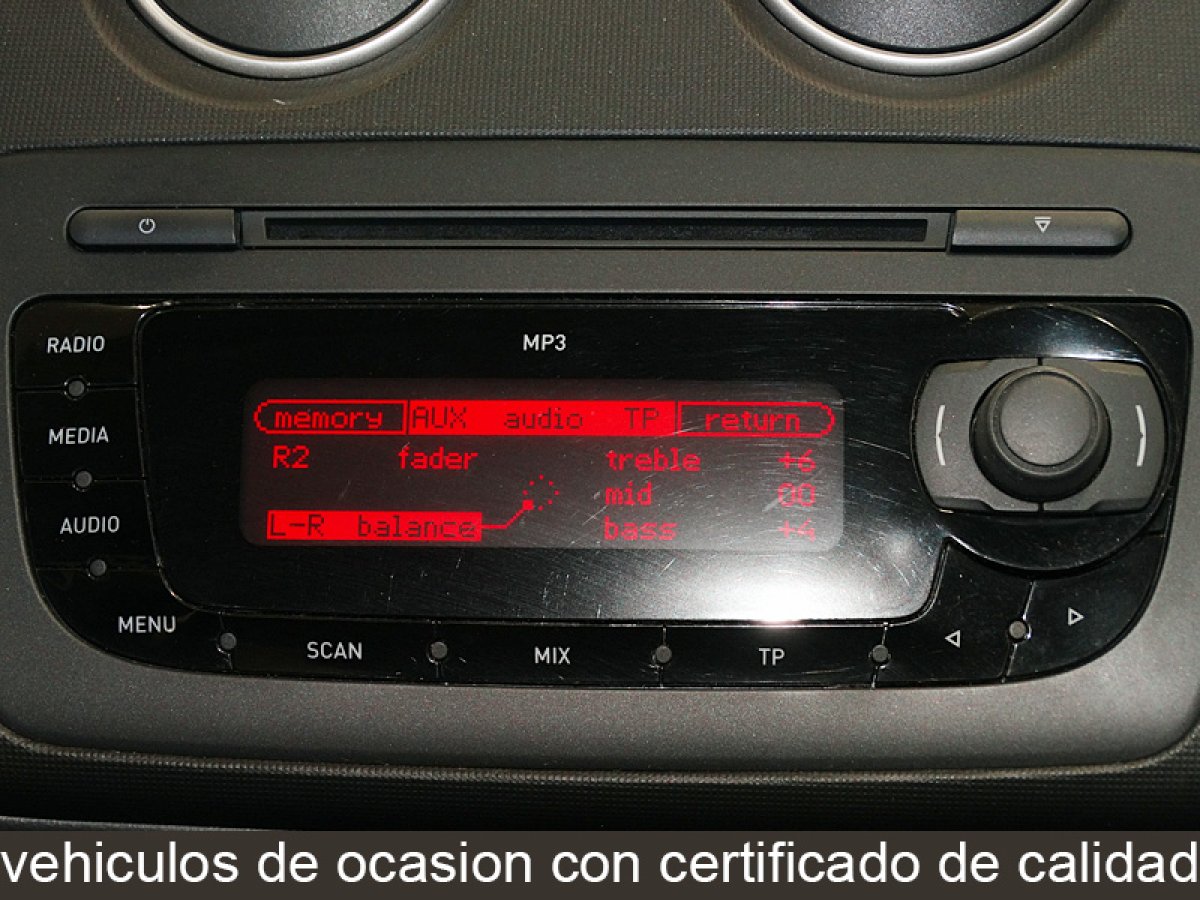 MP3
RADIO
MEDIA
AUDIO
MENU
memory AUX audio TP return
R2 fader treble +6
mid 00
L-R balance bass +4
SCAN MIX TP
vehiculos de ocasion con certificado de calidad